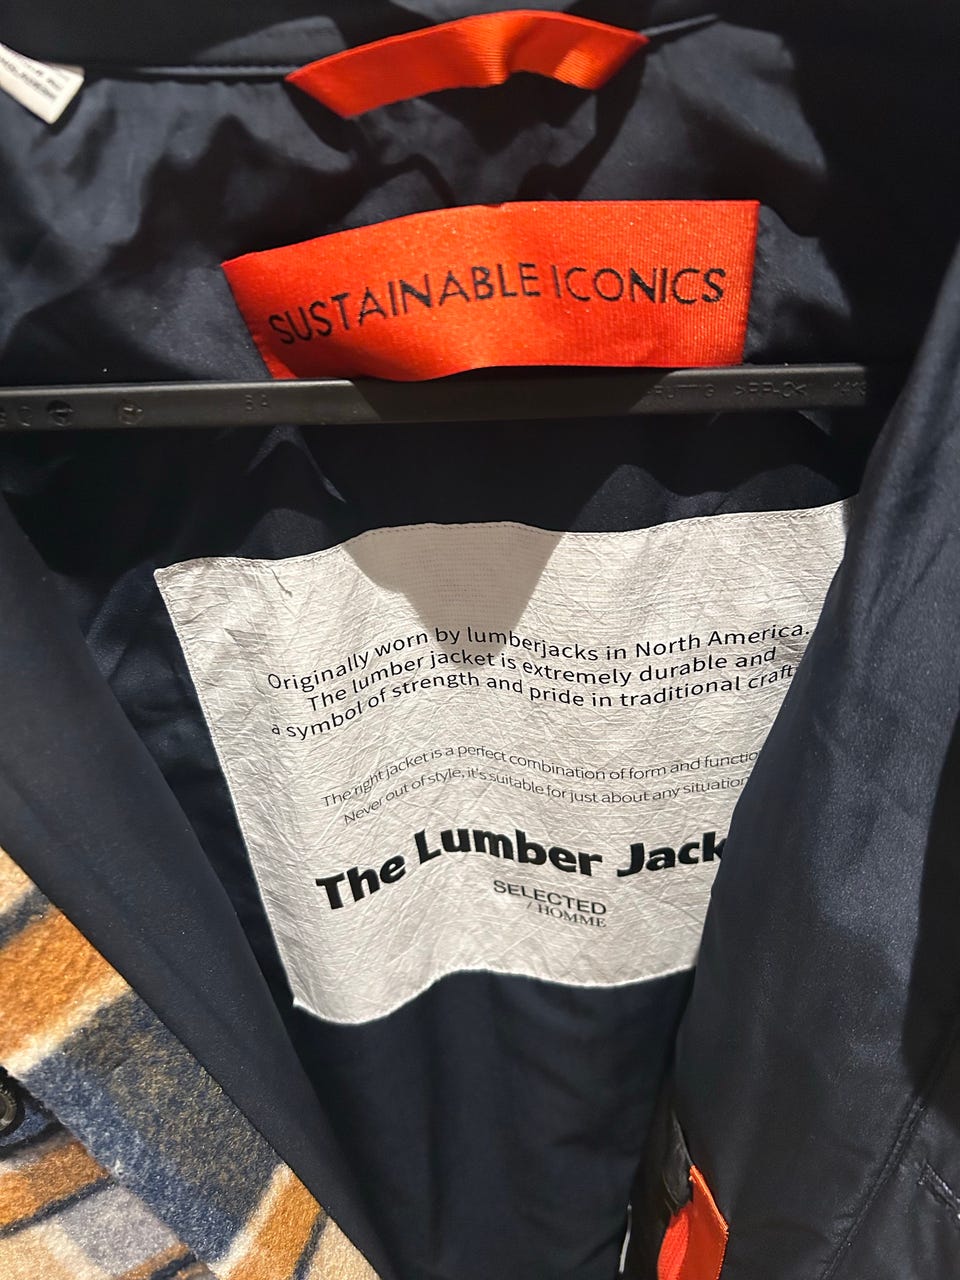 SUSTAINABLE ICONICS
>PP-C<
Originally worn by lumberjacks in North America.
The lumber jacket is extremely durable and
a symbol of strength and pride in traditional craft
The right jacket is a perfect combination of form and functio
Never out of style, it's suitable for just about any situation
The Lumber Jack
SELECTED
/ HOMME